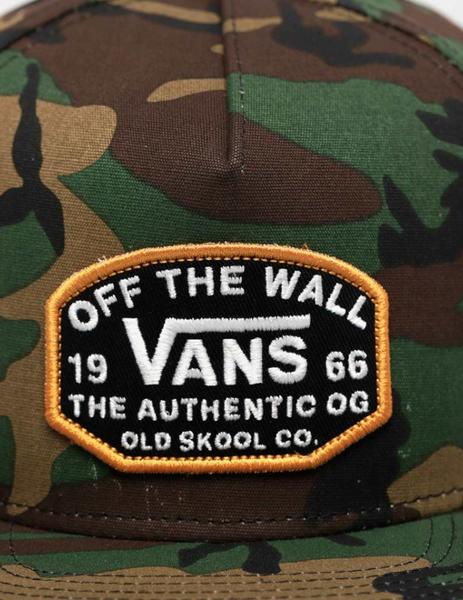 OFF THE WALL
19 VANS 66
THE AUTHENTIC OG
OLD SKOOL CO.